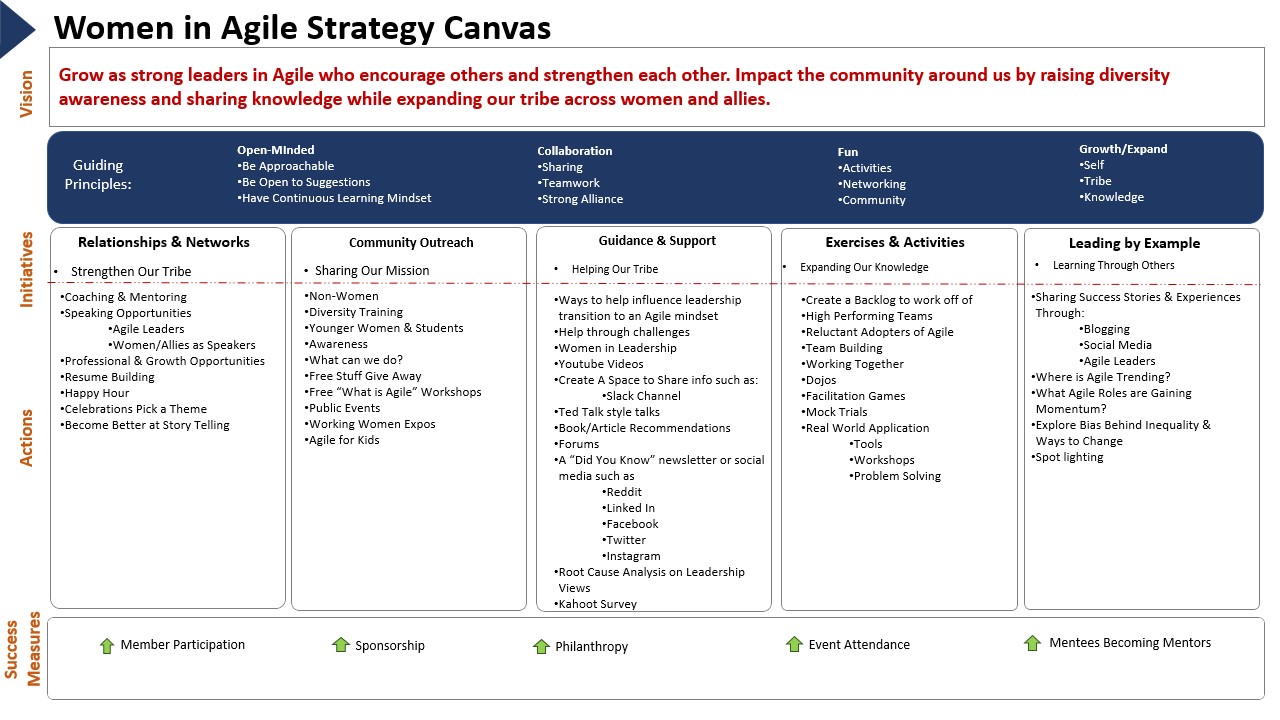 Women in Agile Strategy Canvas
Vision
Grow as strong leaders in Agile who encourage others and strengthen each other. Impact the community around us by raising diversity
awareness and sharing knowledge while expanding our tribe across women and allies.
Guiding
Principles:
Open-MInded
•Be Approachable
•Be Open to Suggestions
•Have Continuous Learning Mindset
Collaboration
•Sharing
•Teamwork
•Strong Alliance
Fun
•Activities
•Networking
•Community
Growth/Expand
•Self
•Tribe
•Knowledge
Initiatives
Actions
Relationships & Networks
• Strengthen Our Tribe
•Coaching & Mentoring
•Speaking Opportunities
•Agile Leaders
•Women/Allies as Speakers
•Professional & Growth Opportunities
•Resume Building
•Happy Hour
•Celebrations Pick a Theme
•Become Better at Story Telling
Community Outreach
• Sharing Our Mission
•Non-Women
•Diversity Training
•Younger Women & Students
•Awareness
•What can we do?
•Free Stuff Give Away
•Free “What is Agile” Workshops
•Public Events
•Working Women Expos
•Agile for Kids
Guidance & Support
• Helping Our Tribe
•Ways to help influence leadership
transition to an Agile mindset
•Help through challenges
•Women in Leadership
•Youtube Videos
•Create A Space to Share info such as:
•Slack Channel
•Ted Talk style talks
•Book/Article Recommendations
•Forums
•A “Did You Know” newsletter or social
media such as
•Reddit
•Linked In
•Facebook
•Twitter
•Instagram
•Root Cause Analysis on Leadership
Views
•Kahoot Survey
Exercises & Activities
• Expanding Our Knowledge
•Create a Backlog to work off of
•High Performing Teams
•Reluctant Adopters of Agile
•Team Building
•Working Together
•Dojos
•Facilitation Games
•Mock Trials
•Real World Application
•Tools
•Workshops
•Problem Solving
Leading by Example
• Learning Through Others
•Sharing Success Stories & Experiences
Through:
•Blogging
•Social Media
•Agile Leaders
•Where is Agile Trending?
•What Agile Roles are Gaining
Momentum?
•Explore Bias Behind Inequality &
Ways to Change
•Spot lighting
Success
Measures
Member Participation
Sponsorship
Philanthropy
Event Attendance
Mentees Becoming Mentors